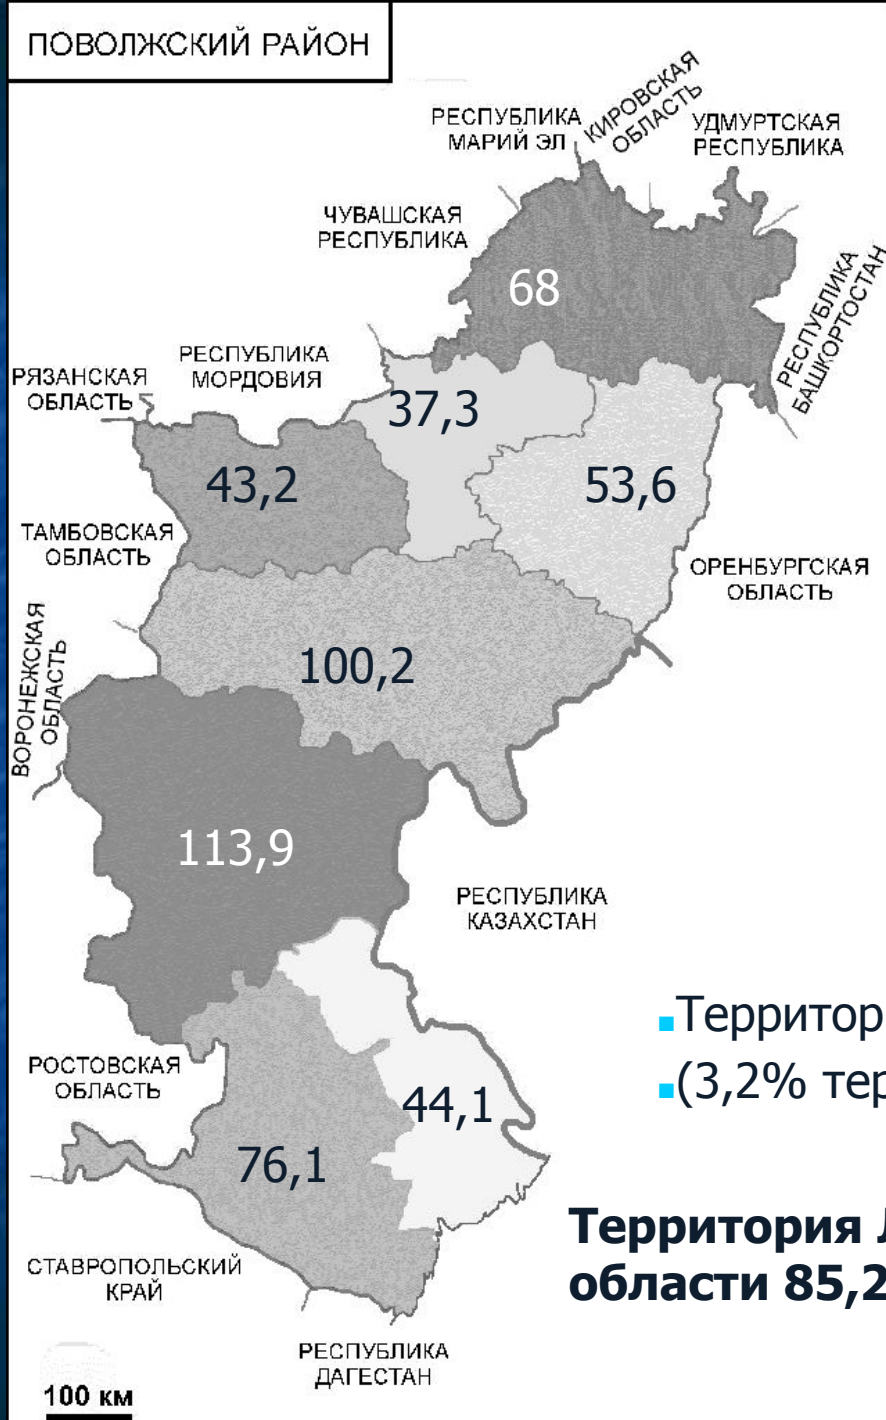 ПОВОЛЖСКИЙ РАЙОН
РЕСПУБЛИКА
МАРИЙ ЭЛ
КИРОВСКАЯ
ОБЛАСТЬ
УДМУРТСКАЯ
РЕСПУБЛИКА
ЧУВАШСКАЯ
РЕСПУБЛИКА
68
РЕСПУБЛИКА
БАШКОРТОСТАН
РЕСПУБЛИКА
МОРДОВИЯ
РЯЗАНСКАЯ
ОБЛАСТЬ
37,3
43,2
53,6
ТАМБОВСКАЯ
ОБЛАСТЬ
ОРЕНБУРГСКАЯ
ОБЛАСТЬ
ВОРОНЕЖСКАЯ
ОБЛАСТЬ
100,2
113,9
РЕСПУБЛИКА
КАЗАХСТАН
Территор
(3,2% тер
РОСТОВСКАЯ
ОБЛАСТЬ
44,1
76,1
Территория Л
области 85,2
СТАВРОПОЛЬСКИЙ
КРАЙ
РЕСПУБЛИКА
ДАГЕСТАН
100 км